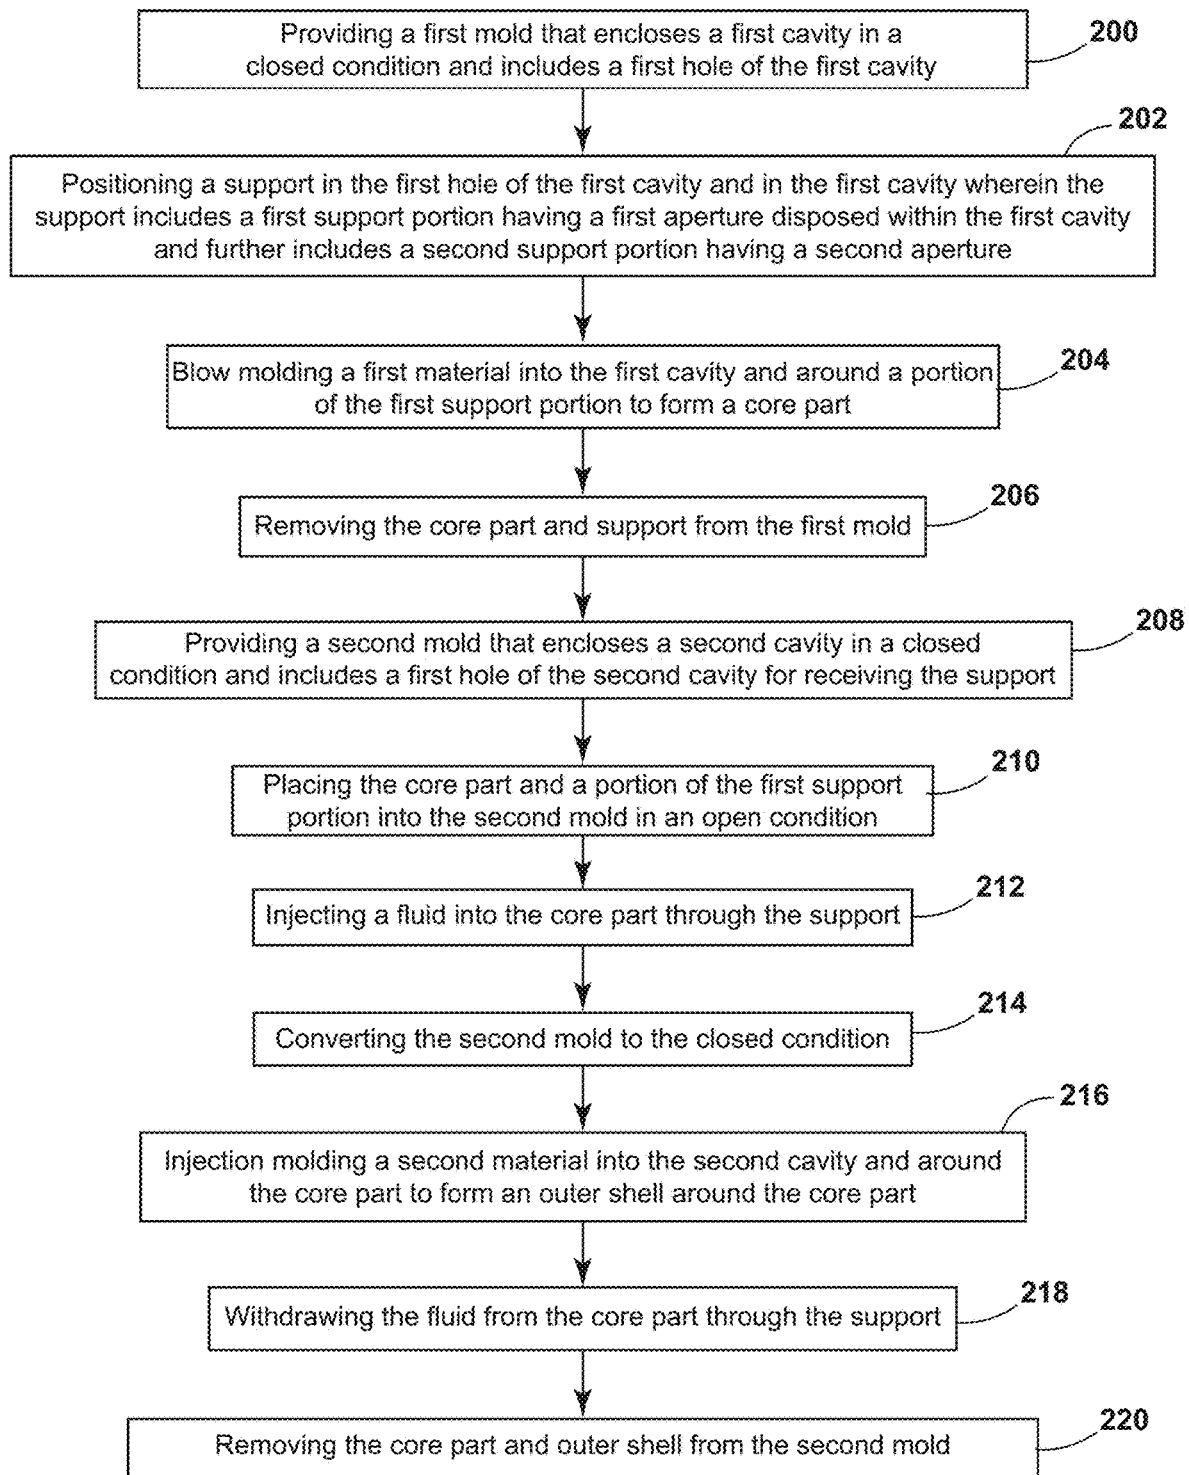 Providing a first mold that encloses a first cavity in a
closed condition and includes a first hole of the first cavity
200
202
Positioning a support in the first hole of the first cavity and in the first cavity wherein the
support includes a first support portion having a first aperture disposed within the first cavity
and further includes a second support portion having a second aperture
Blow molding a first material into the first cavity and around a portion
of the first support portion to form a core part
204
Removing the core part and support from the first mold
206
Providing a second mold that encloses a second cavity in a closed
condition and includes a first hole of the second cavity for receiving the support
208
Placing the core part and a portion of the first support
portion into the second mold in an open condition
210
Injecting a fluid into the core part through the support
212
Converting the second mold to the closed condition
214
216
Injection molding a second material into the second cavity and around
the core part to form an outer shell around the core part
Withdrawing the fluid from the core part through the support
218
Removing the core part and outer shell from the second mold
220